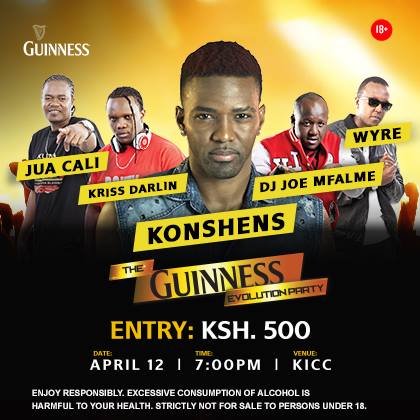 GUINNESS
18+
JUA CALI
KRISS DARLIN
KONSHENS
DJ JOE MFALME
WYRE
THE
GUINNESS
EVOLUTION PARTY
ENTRY: KSH. 500
DATE: TIME: VENUE:
APRIL 12 | 7:00PM | KICC
ENJOY RESPONSIBLY. EXCESSIVE CONSUMPTION OF ALCOHOL IS
HARMFUL TO YOUR HEALTH. STRICTLY NOT FOR SALE TO PERSONS UNDER 18.